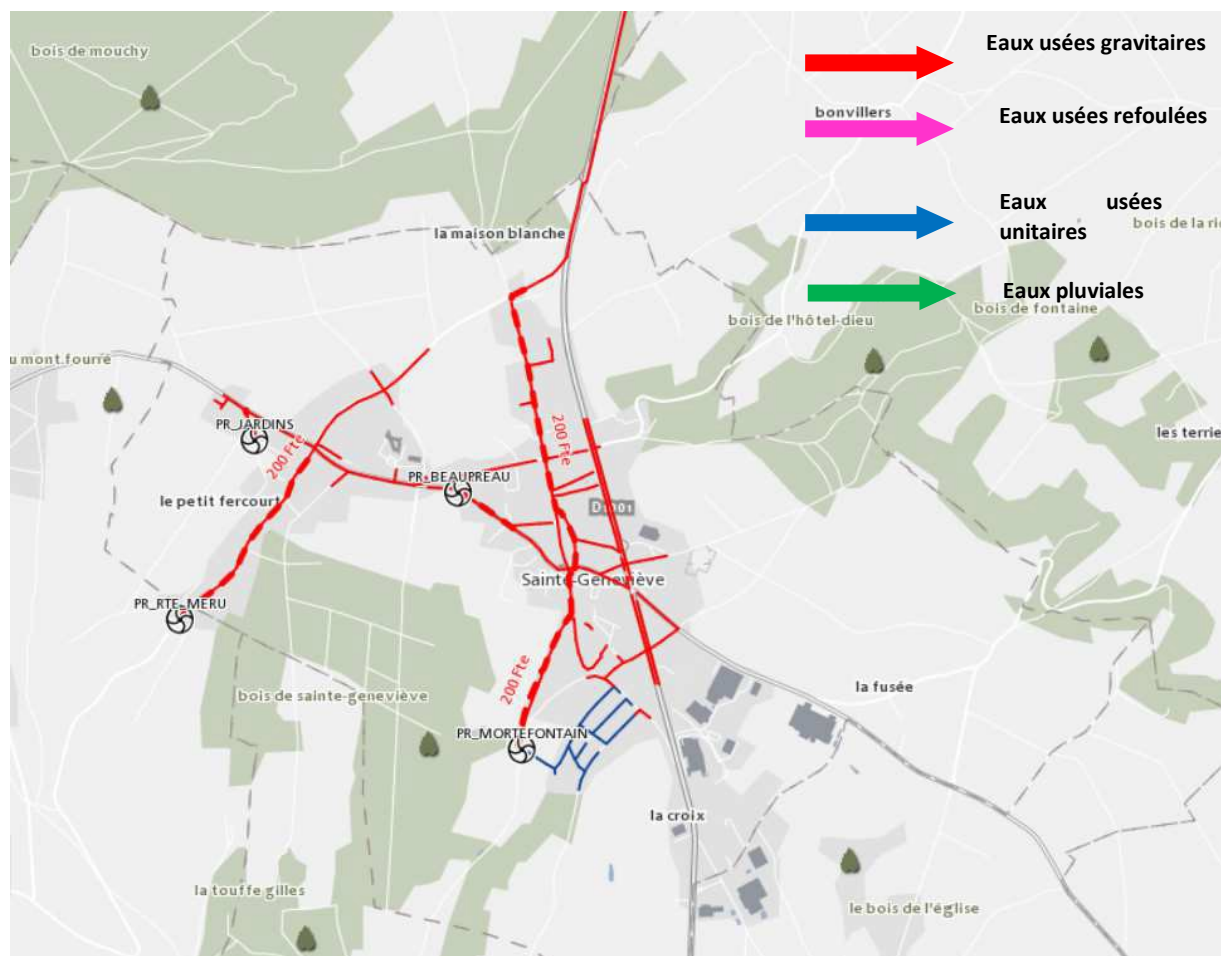 bois de mouchy
Eaux usées gravitaires
bonvillers
Eaux usées refoulées
Eaux usées
unitaires
bois de la ri
la maison blanche
Eaux pluviales
bois de fontaine
bois de l'hôtel-dieu
u mont fourré
PR_JARDINS
200 Fte
200 Fte
les terrie
PR_BEAUPREAU
le petit fercourt
D1001
Sainte-Geneviève
PR_RTE-MERU
200 Fte
bois de sainte-geneviève
la fusée
PR_MORTEFONTAIN
la croix
la touffe gilles
le bois de l'église